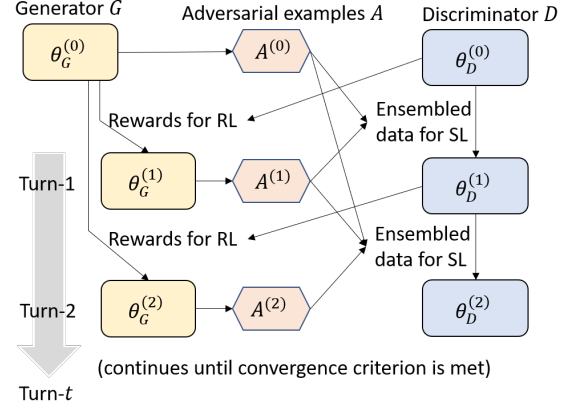 Generator G
Adversarial examples A
Discriminator D
θ_G^(0)
A^(0)
θ_D^(0)
Rewards for RL
Ensembled
data for SL
Turn-1
θ_G^(1)
A^(1)
θ_D^(1)
Rewards for RL
Ensembled
data for SL
Turn-2
θ_G^(2)
A^(2)
θ_D^(2)
(continues until convergence criterion is met)
Turn-t